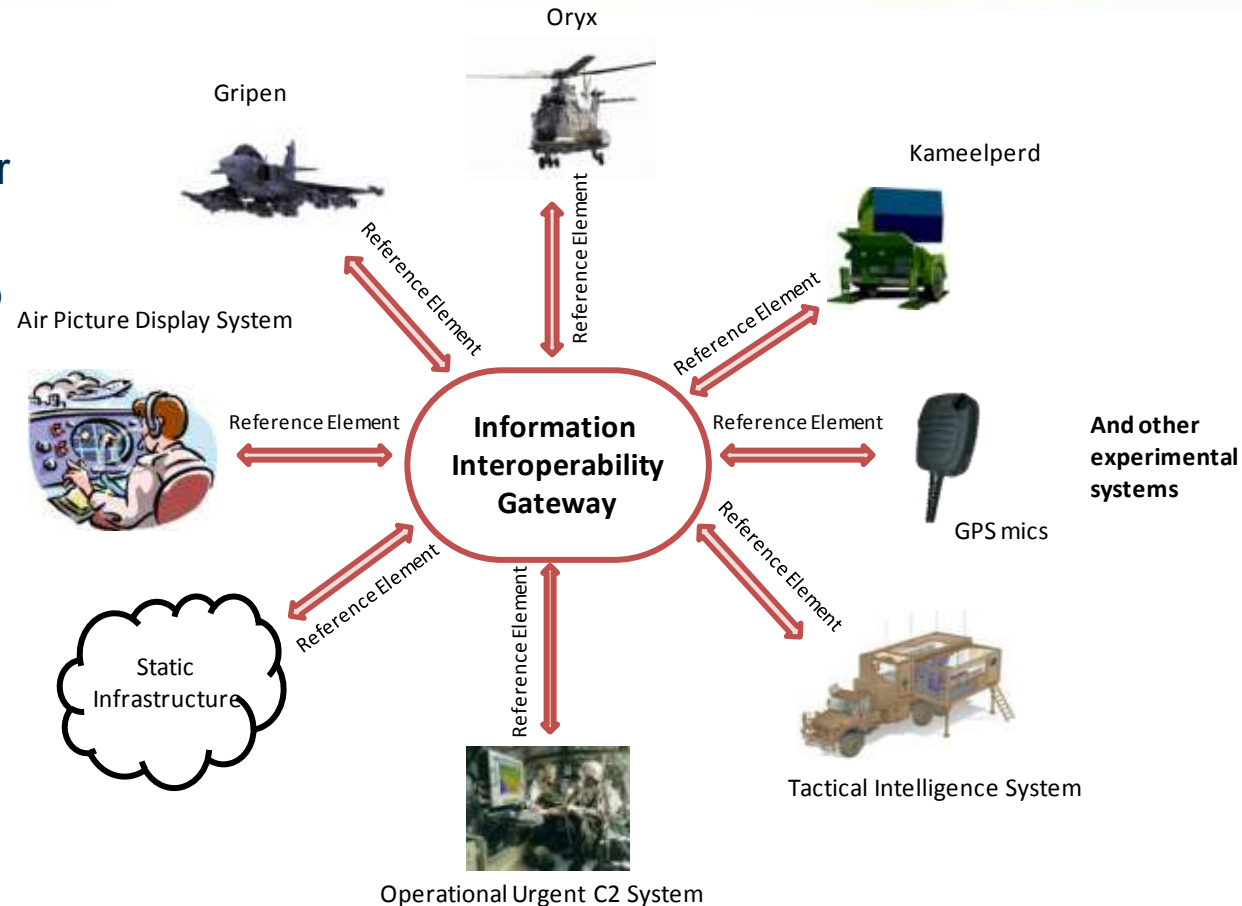 Oryx
Gripen
Kameelperd
r
Reference Element
Reference Element
Reference Element
Air Picture Display System
Reference Element
Information
Interoperability
Gateway
Reference Element
And other
experimental
systems
GPS mics
Reference Element
Reference Element
Reference Element
Static
Infrastructure
Tactical Intelligence System
Operational Urgent C2 System